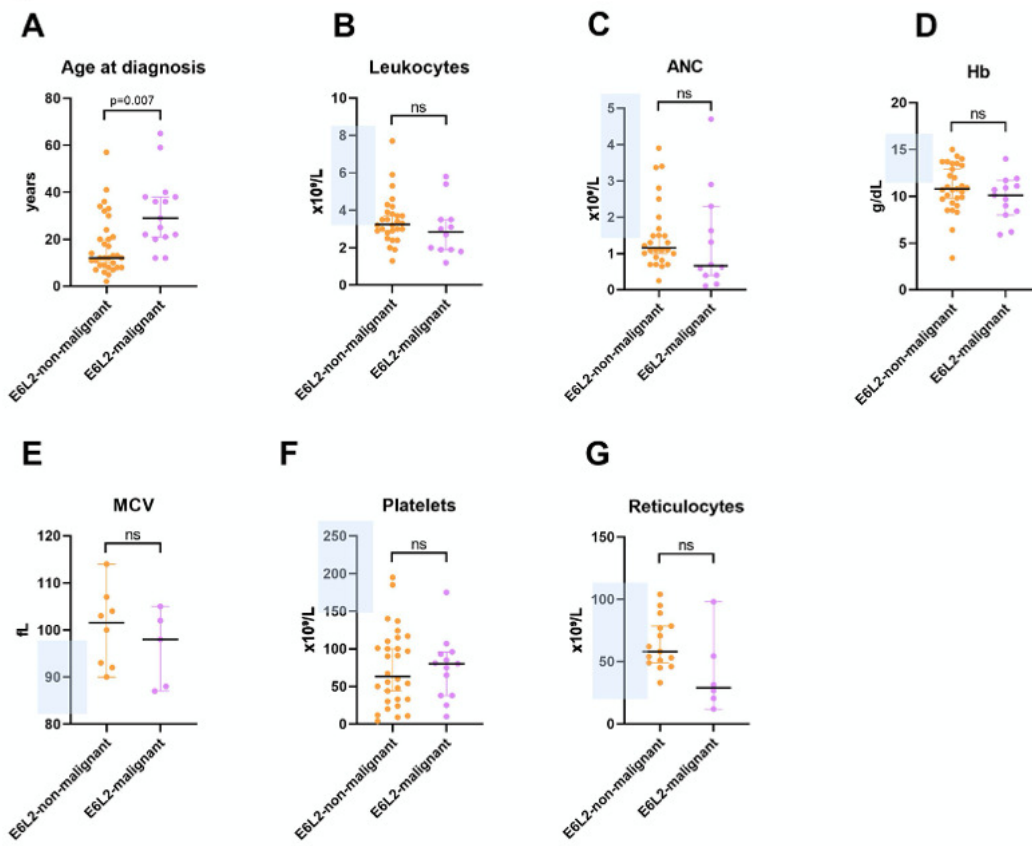 A
Age at diagnosis
p=0.007
80
60
40
20
0
years
E6L2-non-malignant
E6L2-malignant
B
Leukocytes
ns
10
8
6
4
2
0
x10⁹/L
E6L2-non-malignant
E6L2-malignant
C
ANC
ns
5
4
3
2
1
0
x10⁹/L
E6L2-non-malignant
E6L2-malignant
D
Hb
ns
20
15
10
5
0
g/dL
E6L2-non-malignant
E6L2-malignant
E
MCV
ns
120
110
100
90
80
fL
E6L2-non-malignant
E6L2-malignant
F
Platelets
ns
250
200
150
100
50
0
x10⁹/L
E6L2-non-malignant
E6L2-malignant
G
Reticulocytes
ns
150
100
50
0
x10⁹/L
E6L2-non-malignant
E6L2-malignant